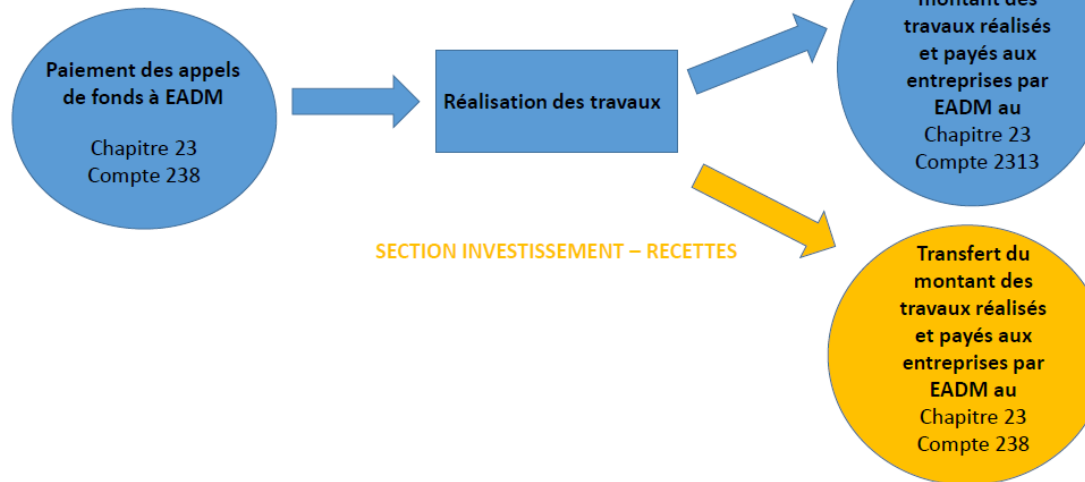 Paiement des appels
de fonds à EADM
Chapitre 23
Compte 238
Réalisation des travaux
montant des
travaux réalisés
et payés aux
entreprises par
EADM au
Chapitre 23
Compte 2313
SECTION INVESTISSEMENT – RECETTES
Transfert du
montant des
travaux réalisés
et payés aux
entreprises par
EADM au
Chapitre 23
Compte 238